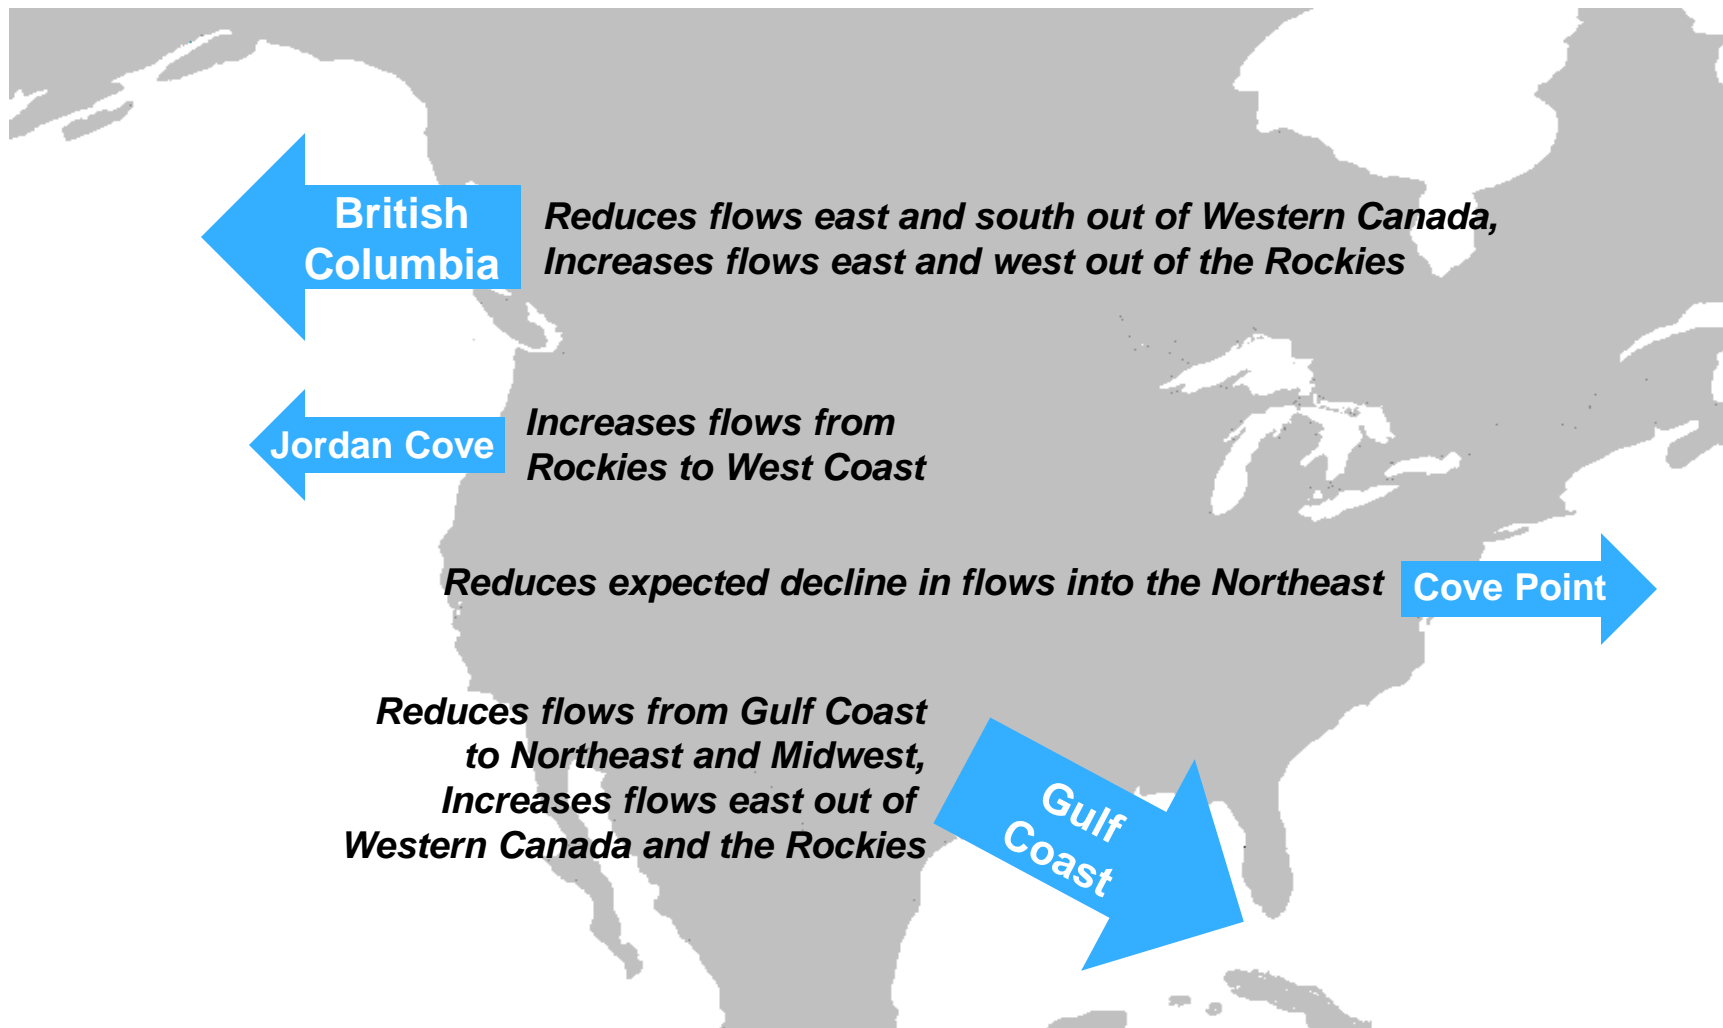 British
Columbia
Reduces flows east and south out of Western Canada,
Increases flows east and west out of the Rockies
Jordan Cove
Increases flows from
Rockies to West Coast
Reduces expected decline in flows into the Northeast
Cove Point
Reduces flows from Gulf Coast
to Northeast and Midwest,
Increases flows east out of
Western Canada and the Rockies
Gulf
Coast